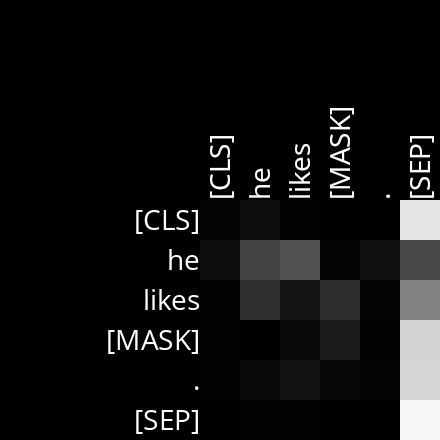 [CLS] he likes [MASK] . [SEP]
[CLS]
he
likes
[MASK]
.
[SEP]